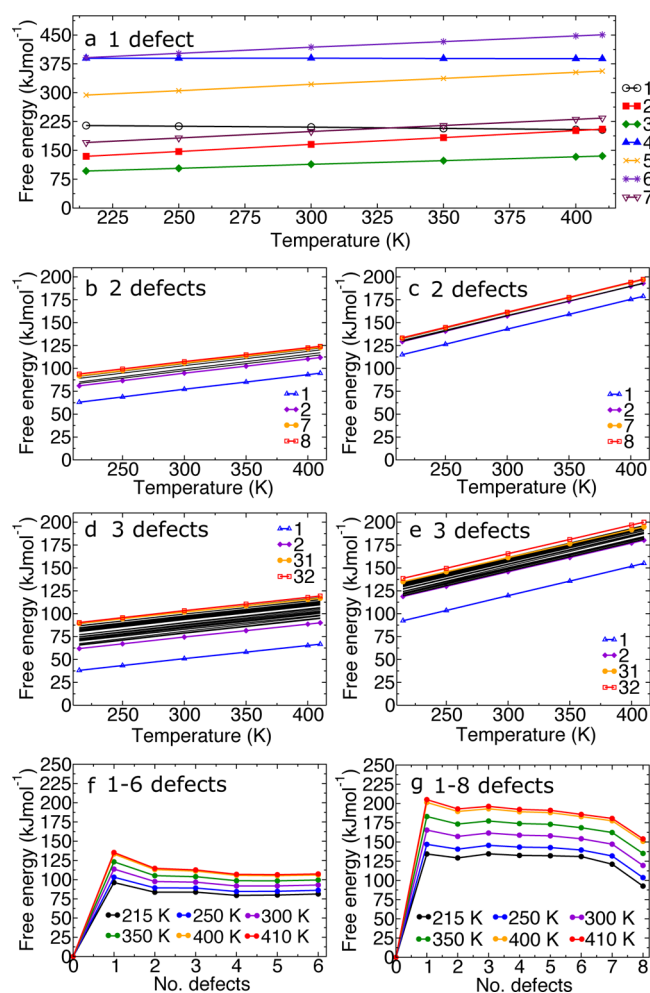 a 1 defect
Free energy (kJmol⁻¹)
450
375
300
225
150
75
0
225 250 275 300 325 350 375 400
Temperature (K)
1
2
3
4
5
6
7
b 2 defects
Free energy (kJmol⁻¹)
200
175
150
125
100
75
50
25
0
250 300 350 400
Temperature (K)
1
2
7
8
c 2 defects
Free energy (kJmol⁻¹)
200
175
150
125
100
75
50
25
0
250 300 350 400
Temperature (K)
1
2
7
8
d 3 defects
Free energy (kJmol⁻¹)
200
175
150
125
100
75
50
25
0
250 300 350 400
Temperature (K)
1
2
31
32
e 3 defects
Free energy (kJmol⁻¹)
200
175
150
125
100
75
50
25
0
250 300 350 400
Temperature (K)
1
2
31
32
f 1-6 defects
Free energy (kJmol⁻¹)
250
225
200
175
150
125
100
75
50
25
0
215 K 250 K 300 K
350 K 400 K 410 K
0 1 2 3 4 5 6
No. defects
g 1-8 defects
Free energy (kJmol⁻¹)
250
225
200
175
150
125
100
75
50
25
0
215 K 250 K 300 K
350 K 400 K 410 K
0 1 2 3 4 5 6 7 8
No. defects